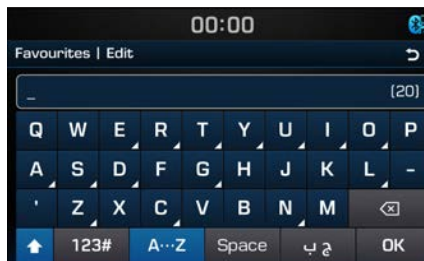 00:00
Favourites | Edit
_ (20)
Q W E R T Y U I O P
A S D F G H J K L -
' Z X C V B N M
123# A···Z Space ج ب OK